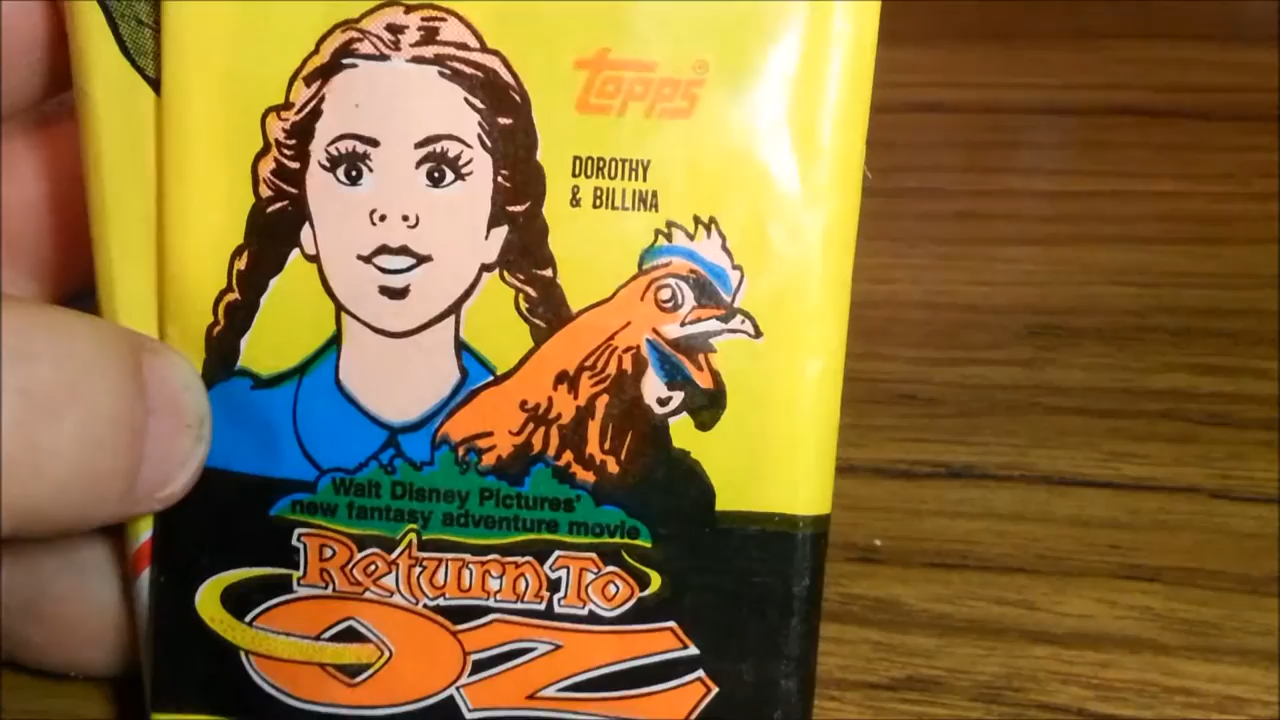 topps®
DOROTHY
& BILLINA
Walt Disney Pictures'
new fantasy adventure movie
Return To
OZ